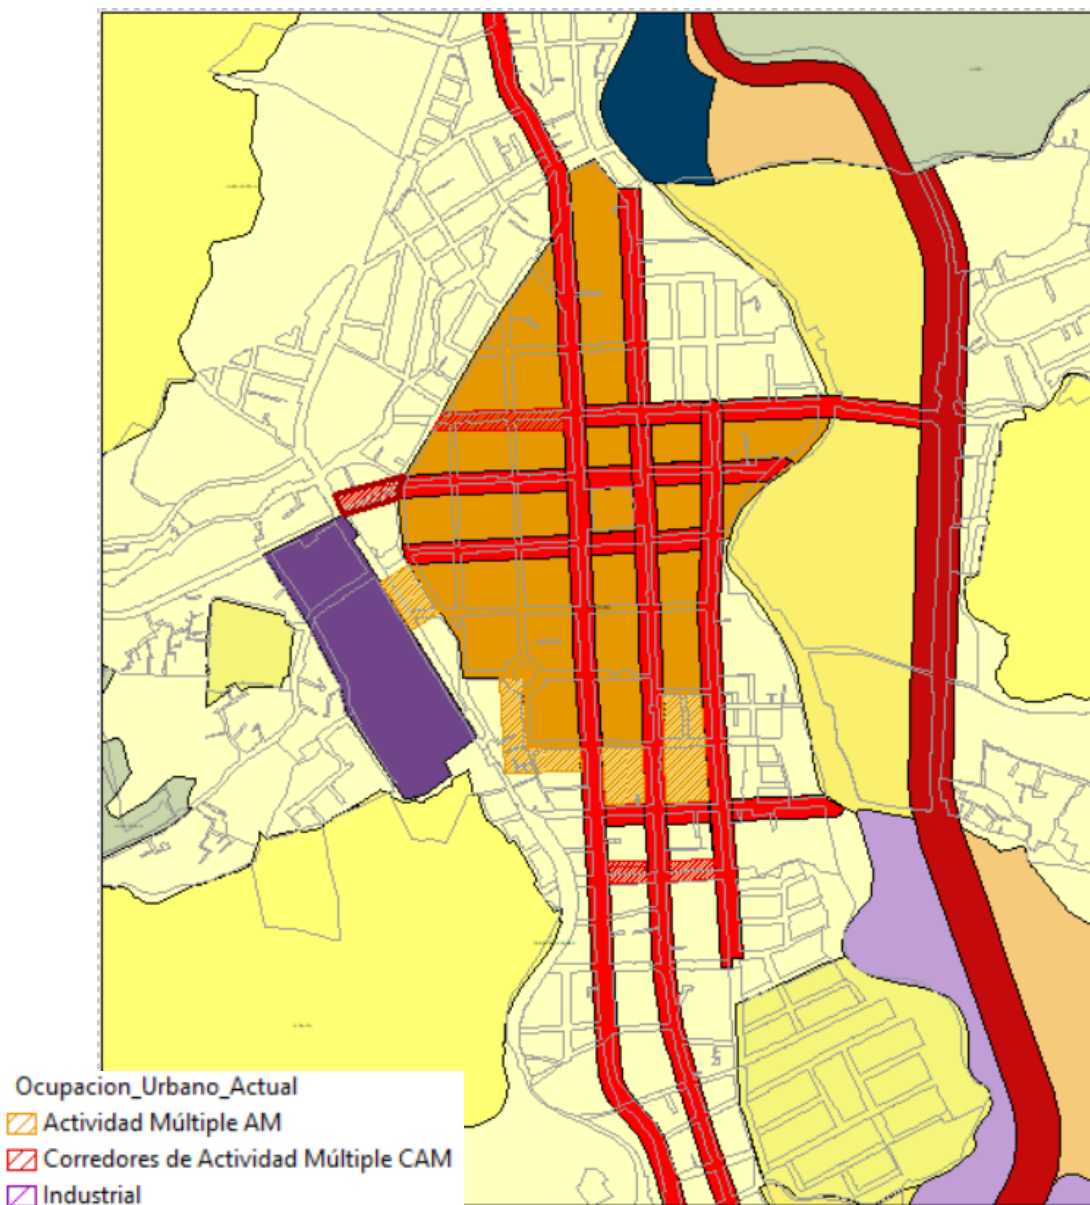 Ocupacion_Urbano_Actual
Actividad Múltiple AM
Corredores de Actividad Múltiple CAM
Industrial